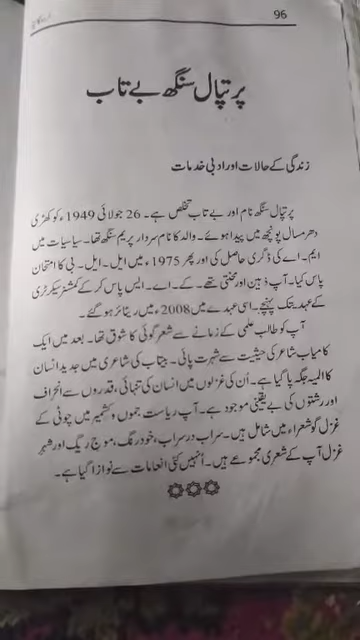 96
پرتپال سنگھ بے تاب
زندگی کے حالات اور ادبی خدمات
پرتپال سنگھ نام اور بے تاب تخلص ہے۔ 26 جولائی 1949ء کو کھڑی
دھرمسال پونچھ میں پیدا ہوئے۔ والد کا نام سردار پریم سنگھ تھا۔ سیاسیات میں
ایم۔اے کی ڈگری حاصل کی اور پھر 1975ء میں ایل۔ایل۔بی کا امتحان
پاس کیا۔ آپ ذہین اور محنتی تھے۔ کے۔اے۔ایس پاس کر کے کمشنر سیکرٹری
کے عہدے تک پہنچے۔ اسی عہدے میں 2008ء میں ریٹائر ہو گئے۔
آپ کو طالب علمی کے زمانے سے شعر گوئی کا شوق تھا۔ بعد میں ایک
کامیاب شاعر کی حیثیت سے شہرت پائی۔ بیتاب کی شاعری میں جدید انسان
کا المیہ جگہ پا گیا ہے۔ اُن کی غزلوں میں انسان کی تنہائی، قدروں سے انحراف
اور رشتوں کی بے یقینی موجود ہے۔ آپ ریاست جموں و کشمیر میں چوٹی کے
غزل گو شعراء میں شامل ہیں۔ سراب در سراب، خود رنگ، موج ریگ اور شہرِ
غزل آپ کے شعری مجموعے ہیں۔ اُنہیں کئی انعامات سے نوازا گیا ہے۔